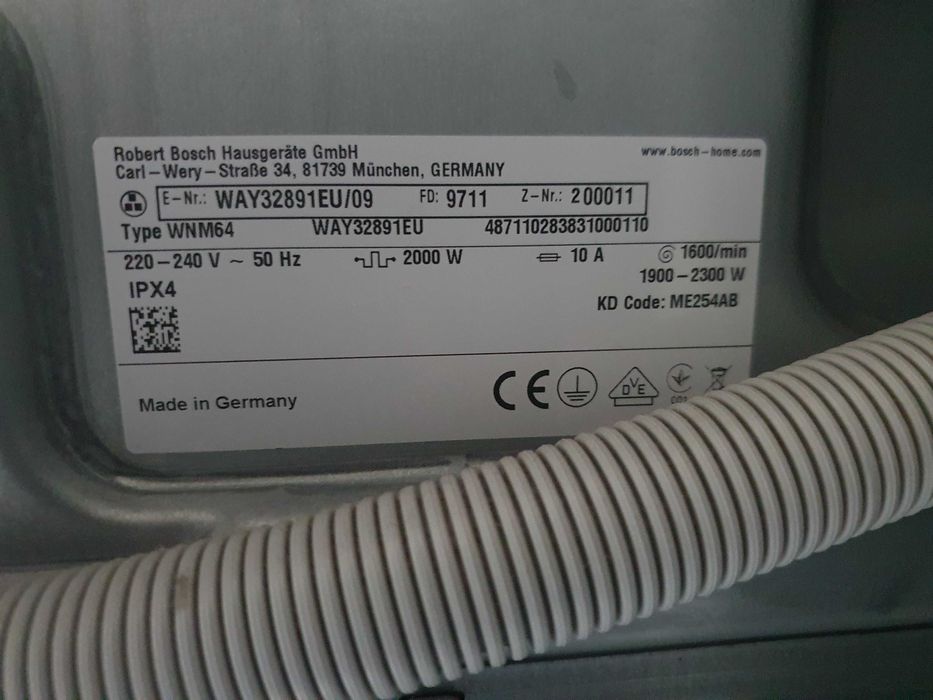 Robert Bosch Hausgeräte GmbH www.bosch-home.com
Carl-Wery-Straße 34, 81739 München, GERMANY
E-Nr.: WAY32891EU/09 FD: 9711 Z-Nr.: 200011
Type WNM64 WAY32891EU 487110283831000110
220-240 V ~ 50 Hz 2000 W 10 A 1600/min
1900-2300 W
IPX4 KD Code: ME254AB
Made in Germany CE DVE